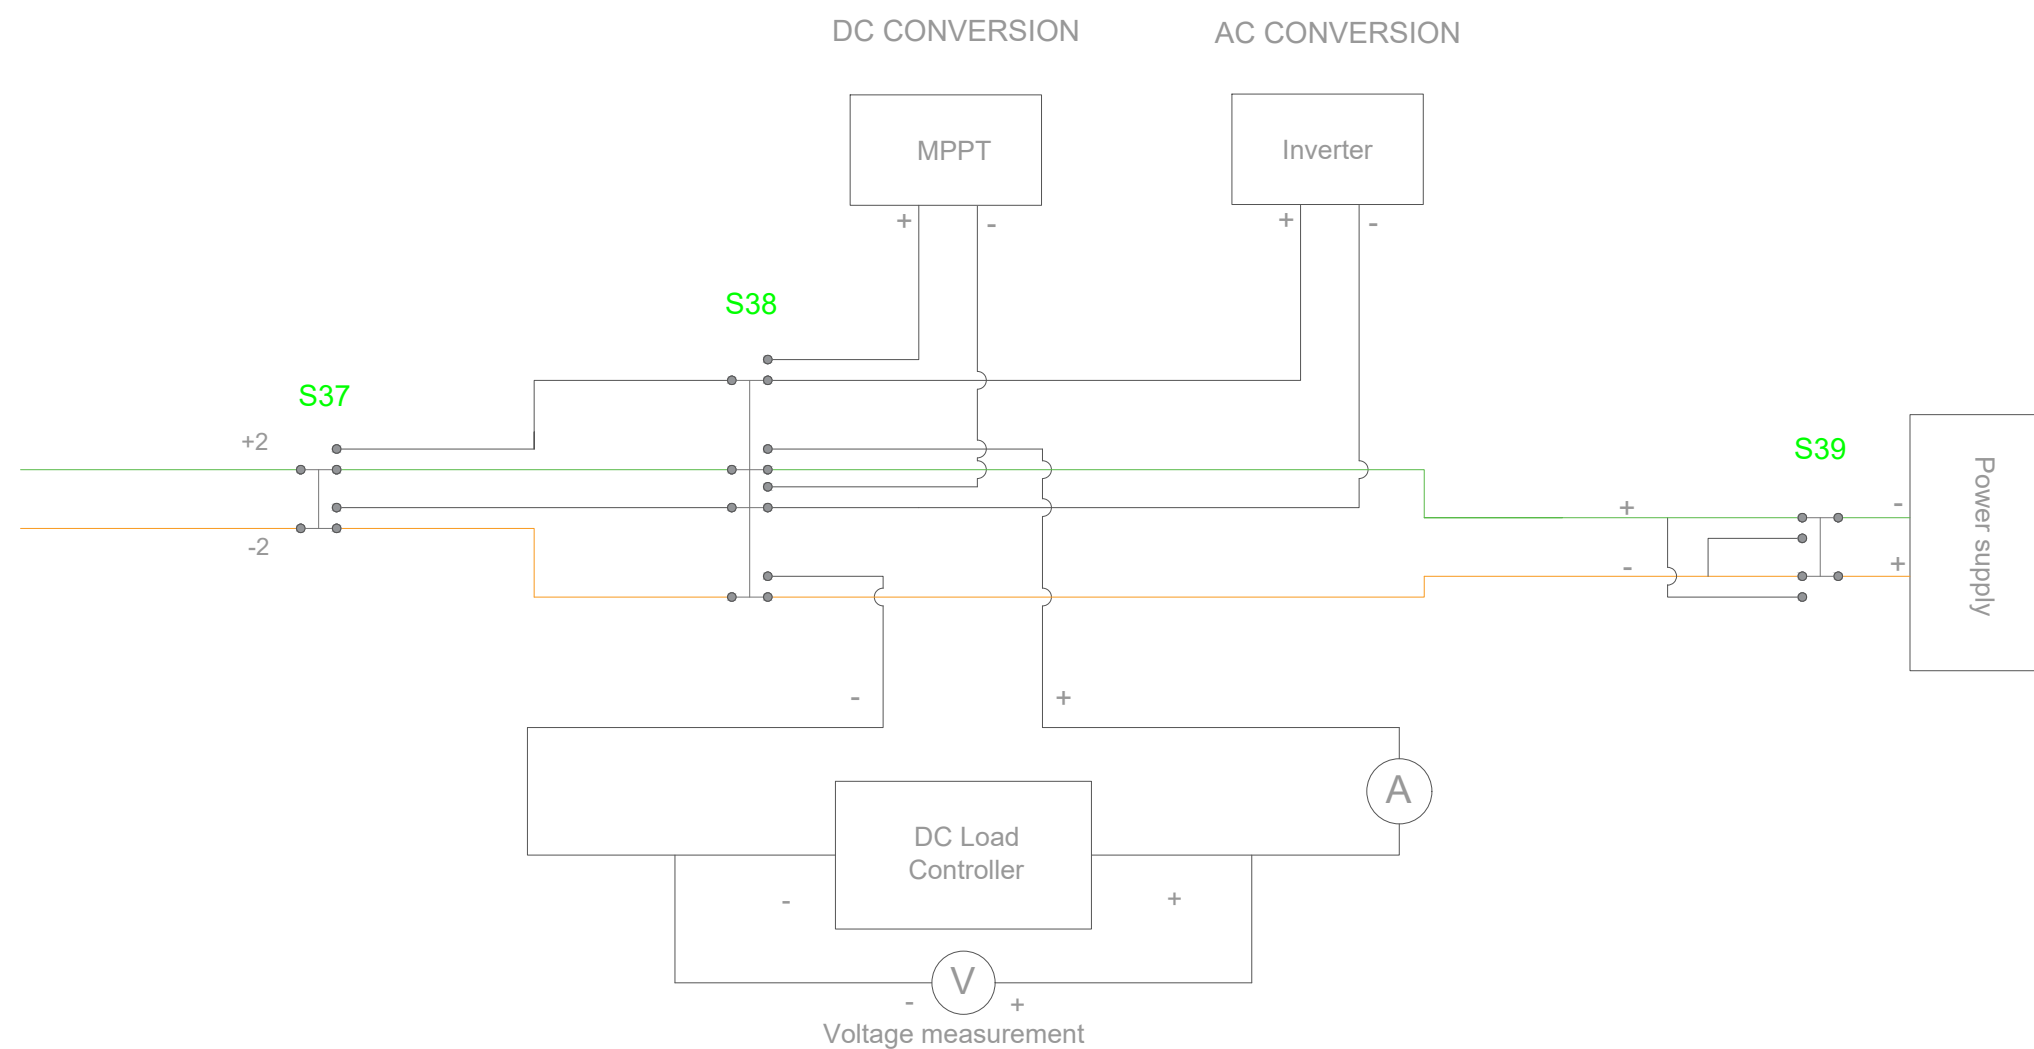 DC CONVERSION
AC CONVERSION
MPPT
Inverter
+
-
+
-
S38
S37
+2
-2
S39
+
-
-
+
Power supply
-
+
A
DC Load
Controller
-
+
V
-
+
Voltage measurement